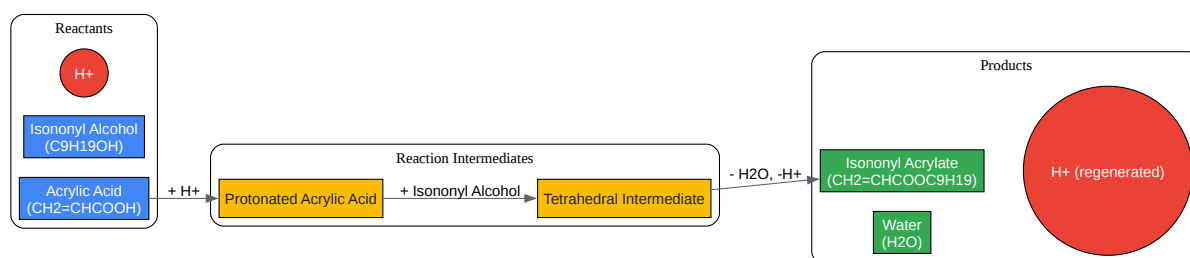 Reactants
H+
Isononyl Alcohol
(C9H19OH)
Acrylic Acid
(CH2=CHCOOH)
+ H+
Reaction Intermediates
Protonated Acrylic Acid
+ Isononyl Alcohol
Tetrahedral Intermediate
- H2O, -H+
Products
Isononyl Acrylate
(CH2=CHCOOC9H19)
H+ (regenerated)
Water
(H2O)